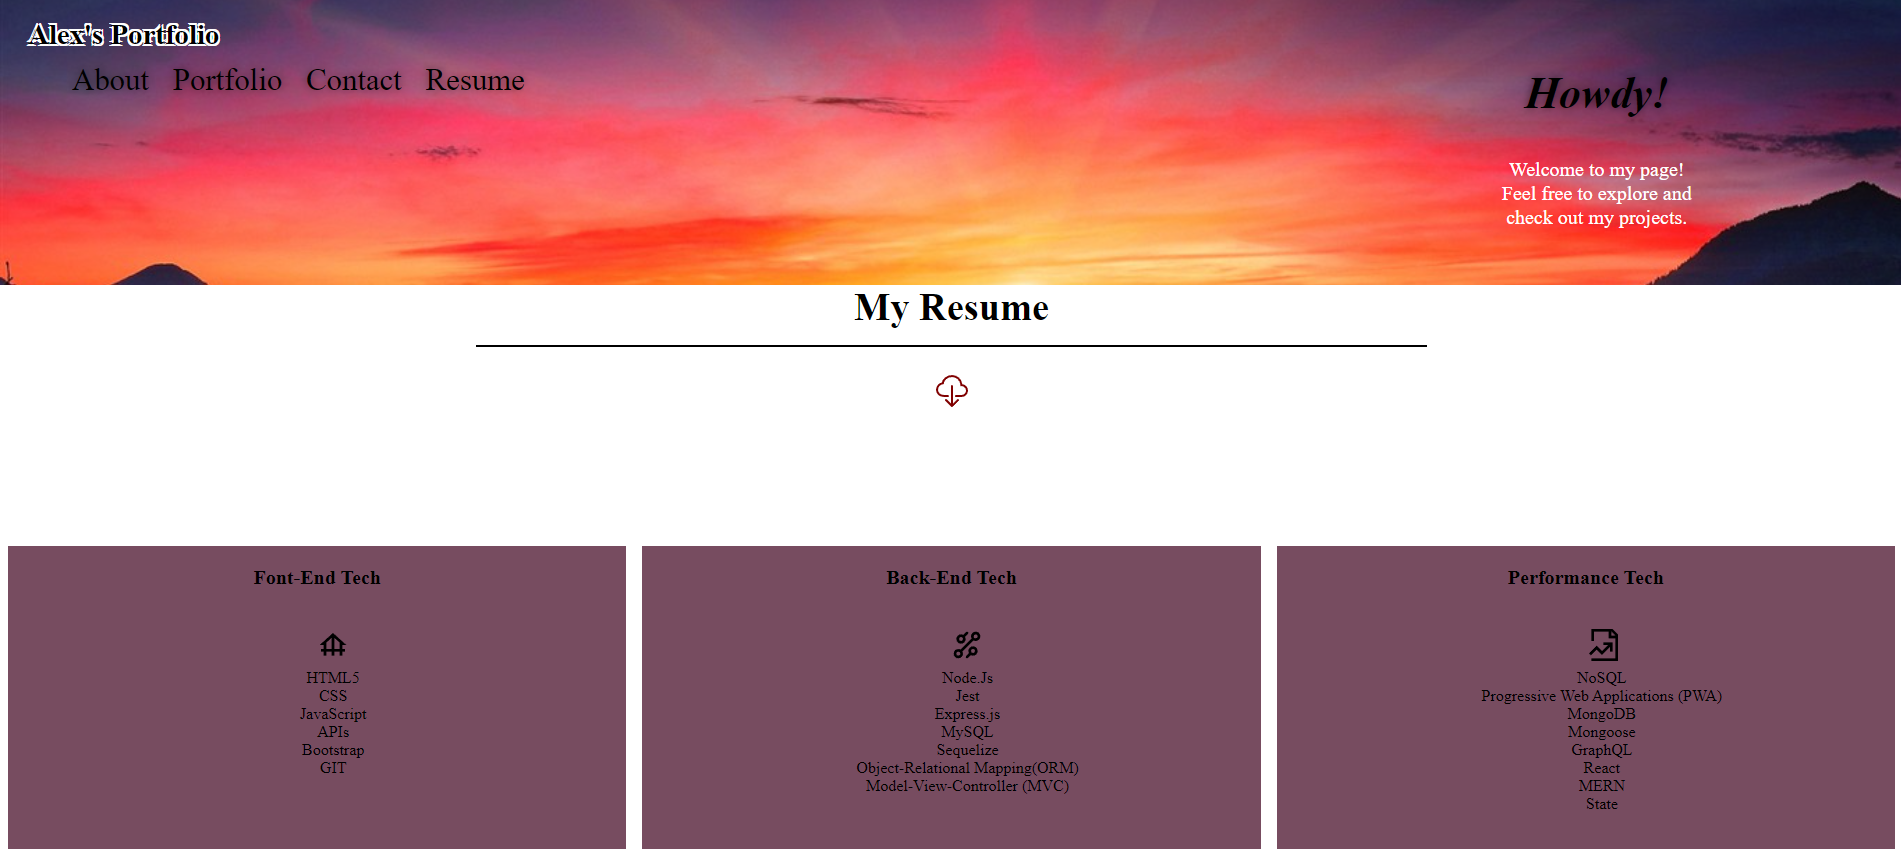 Alex's Portfolio
About Portfolio Contact Resume
Howdy!
Welcome to my page!
Feel free to explore and
check out my projects.
My Resume
Font-End Tech
HTML5
CSS
JavaScript
APIs
Bootstrap
GIT
Back-End Tech
Node.Js
Jest
Express.js
MySQL
Sequelize
Object-Relational Mapping(ORM)
Model-View-Controller (MVC)
Performance Tech
NoSQL
Progressive Web Applications (PWA)
MongoDB
Mongoose
GraphQL
React
MERN
State